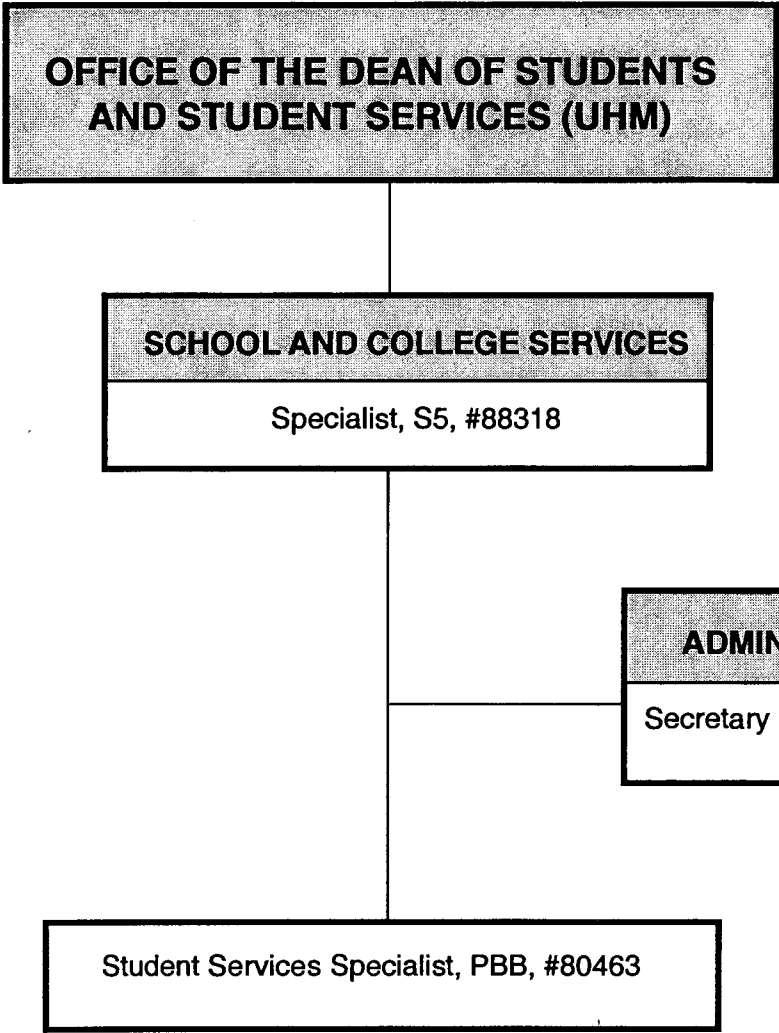 OFFICE OF THE DEAN OF STUDENTS
AND STUDENT SERVICES (UHM)
SCHOOL AND COLLEGE SERVICES
Specialist, S5, #88318
ADMIN
Secretary
Student Services Specialist, PBB, #80463